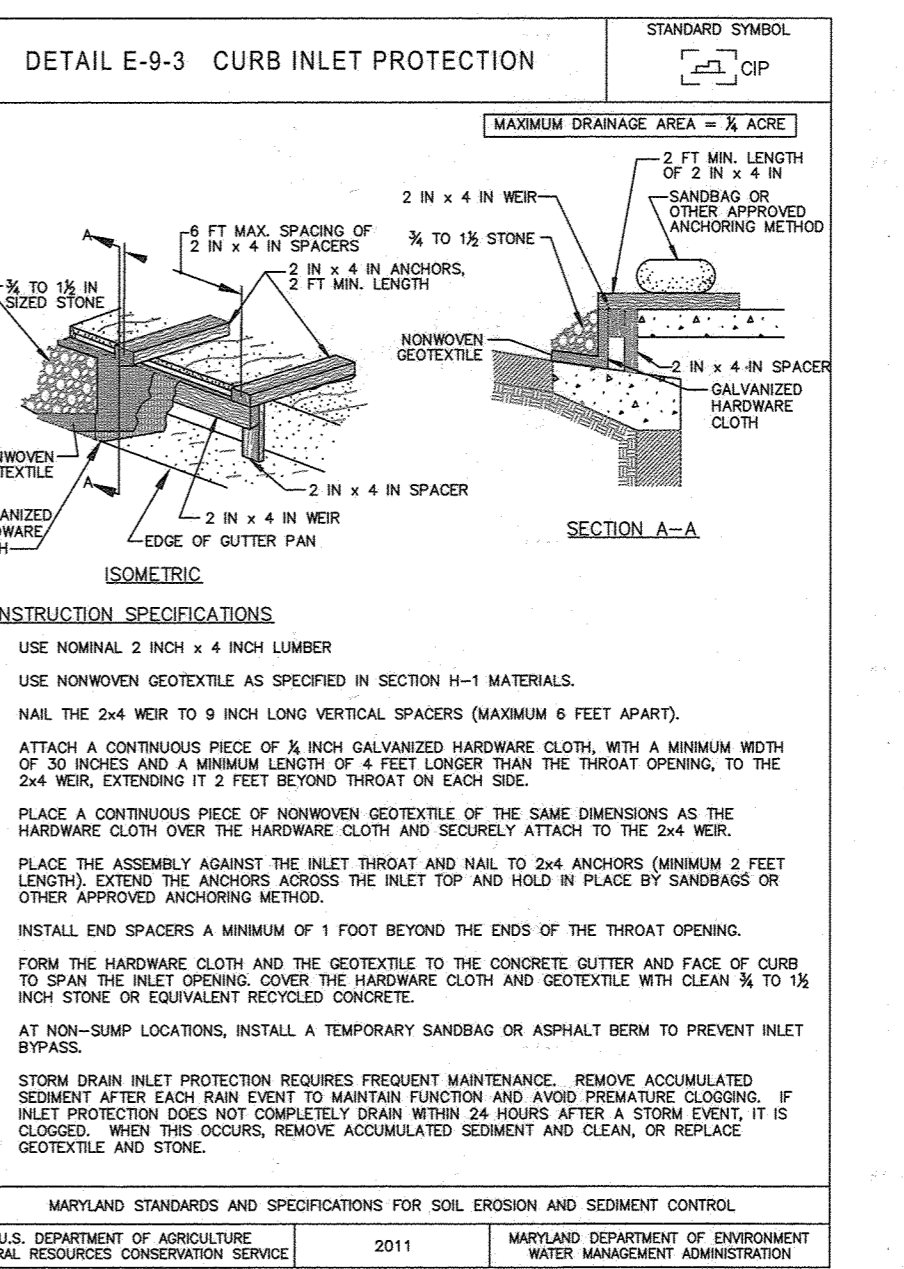 DETAIL E-9-3 CURB INLET PROTECTION
STANDARD SYMBOL
CIP
MAXIMUM DRAINAGE AREA = ¼ ACRE
2 FT MIN. LENGTH
OF 2 IN x 4 IN
2 IN x 4 IN WEIR
SANDBAG OR
OTHER APPROVED
ANCHORING METHOD
¾ TO 1½ STONE
NONWOVEN
GEOTEXTILE
2 IN x 4 IN SPACER
GALVANIZED
HARDWARE
CLOTH
SECTION A-A
A
6 FT MAX. SPACING OF
2 IN x 4 IN SPACERS
2 IN x 4 IN ANCHORS,
2 FT MIN. LENGTH
¾ TO 1½ IN
SIZED STONE
NWOVEN
TEXTILE
A
2 IN x 4 IN SPACER
ANIZED
DWARE
H
2 IN x 4 IN WEIR
EDGE OF GUTTER PAN
ISOMETRIC
NSTRUCTION SPECIFICATIONS
USE NOMINAL 2 INCH x 4 INCH LUMBER
USE NONWOVEN GEOTEXTILE AS SPECIFIED IN SECTION H-1 MATERIALS.
NAIL THE 2x4 WEIR TO 9 INCH LONG VERTICAL SPACERS (MAXIMUM 6 FEET APART).
ATTACH A CONTINUOUS PIECE OF ¼ INCH GALVANIZED HARDWARE CLOTH, WITH A MINIMUM WIDTH
OF 30 INCHES AND A MINIMUM LENGTH OF 4 FEET LONGER THAN THE THROAT OPENING, TO THE
2x4 WEIR, EXTENDING IT 2 FEET BEYOND THROAT ON EACH SIDE.
PLACE A CONTINUOUS PIECE OF NONWOVEN GEOTEXTILE OF THE SAME DIMENSIONS AS THE
HARDWARE CLOTH OVER THE HARDWARE CLOTH AND SECURELY ATTACH TO THE 2x4 WEIR.
PLACE THE ASSEMBLY AGAINST THE INLET THROAT AND NAIL TO 2x4 ANCHORS (MINIMUM 2 FEET
LENGTH). EXTEND THE ANCHORS ACROSS THE INLET TOP AND HOLD IN PLACE BY SANDBAGS OR
OTHER APPROVED ANCHORING METHOD.
INSTALL END SPACERS A MINIMUM OF 1 FOOT BEYOND THE ENDS OF THE THROAT OPENING.
FORM THE HARDWARE CLOTH AND THE GEOTEXTILE TO THE CONCRETE GUTTER AND FACE OF CURB
TO SPAN THE INLET OPENING. COVER THE HARDWARE CLOTH AND GEOTEXTILE WITH CLEAN ¾ TO 1½
INCH STONE OR EQUIVALENT RECYCLED CONCRETE.
AT NON-SUMP LOCATIONS, INSTALL A TEMPORARY SANDBAG OR ASPHALT BERM TO PREVENT INLET
BYPASS.
STORM DRAIN INLET PROTECTION REQUIRES FREQUENT MAINTENANCE. REMOVE ACCUMULATED
SEDIMENT AFTER EACH RAIN EVENT TO MAINTAIN FUNCTION AND AVOID PREMATURE CLOGGING. IF
INLET PROTECTION DOES NOT COMPLETELY DRAIN WITHIN 24 HOURS AFTER A STORM EVENT, IT IS
CLOGGED. WHEN THIS OCCURS, REMOVE ACCUMULATED SEDIMENT AND CLEAN, OR REPLACE
GEOTEXTILE AND STONE.
MARYLAND STANDARDS AND SPECIFICATIONS FOR SOIL EROSION AND SEDIMENT CONTROL
U.S. DEPARTMENT OF AGRICULTURE
RAL RESOURCES CONSERVATION SERVICE
2011
MARYLAND DEPARTMENT OF ENVIRONMENT
WATER MANAGEMENT ADMINISTRATION